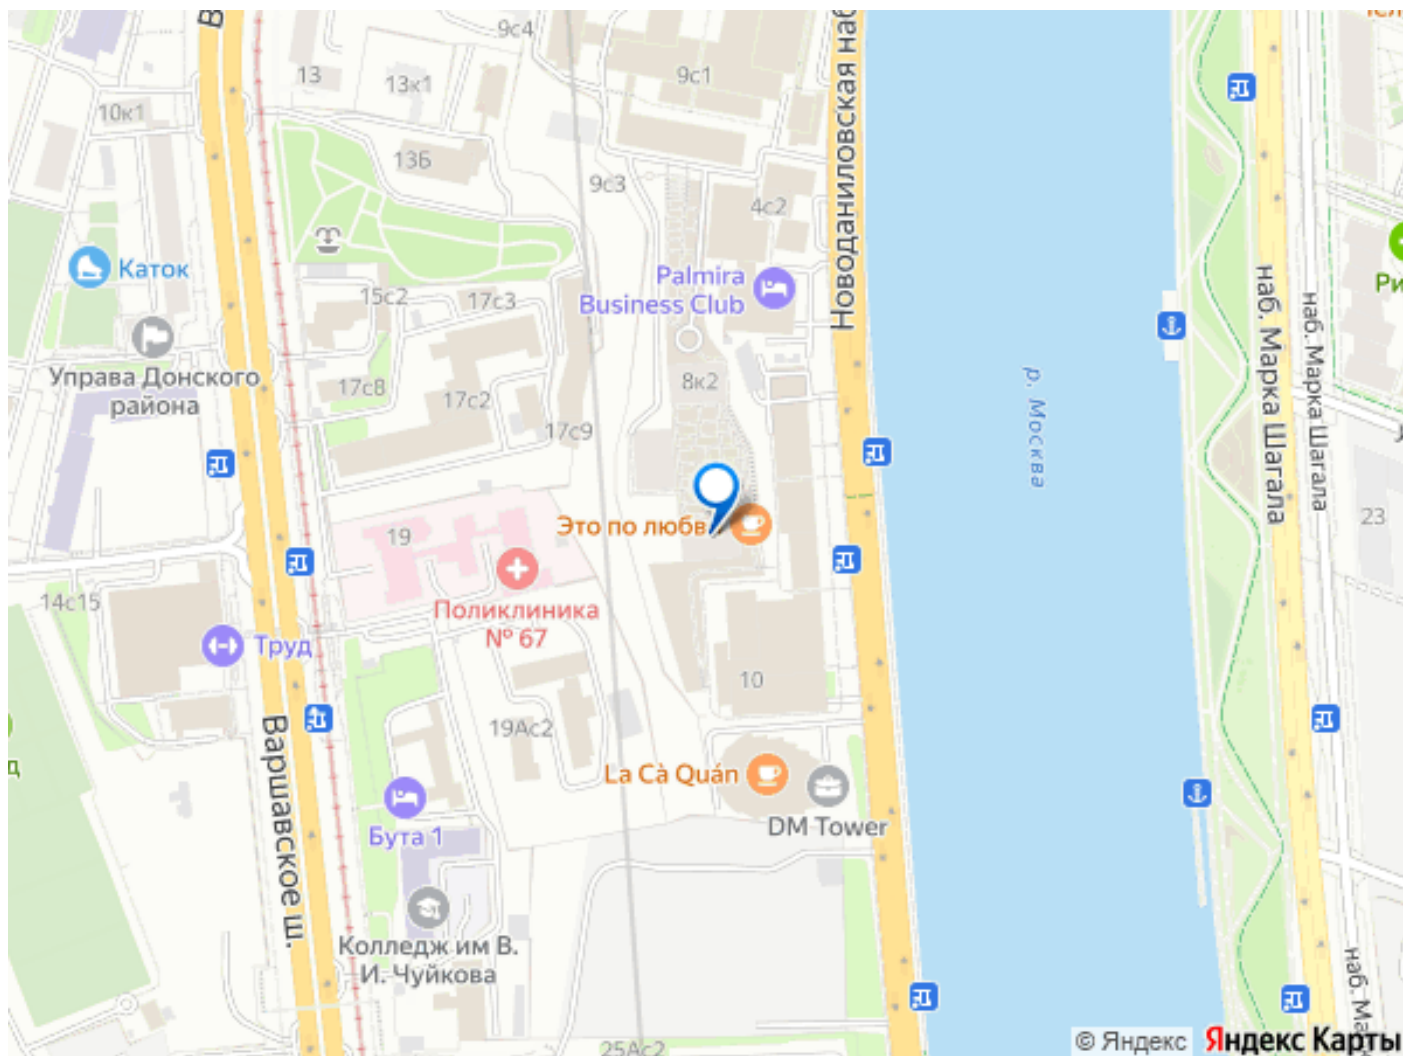 9с4
13
13к1
9с1
10к1
13Б
9с3
4с2
Новоданиловская наб
Каток
Palmira
Business Club
15с2
17с3
Управа Донского
района
17с8
17с2
8к2
17с9
р. Москва
наб. Марка Шагала
наб. Марка Шагала
Ри
23
19
Это по любв
Поликлиника
№ 67
14с15
Труд
10
19Ас2
Варшавское ш.
La Cà Quán
DM Tower
Бута 1
д
Колледж им В.
И. Чуйкова
наб. Ма
25Ас2
© Яндекс
Яндекс Карты